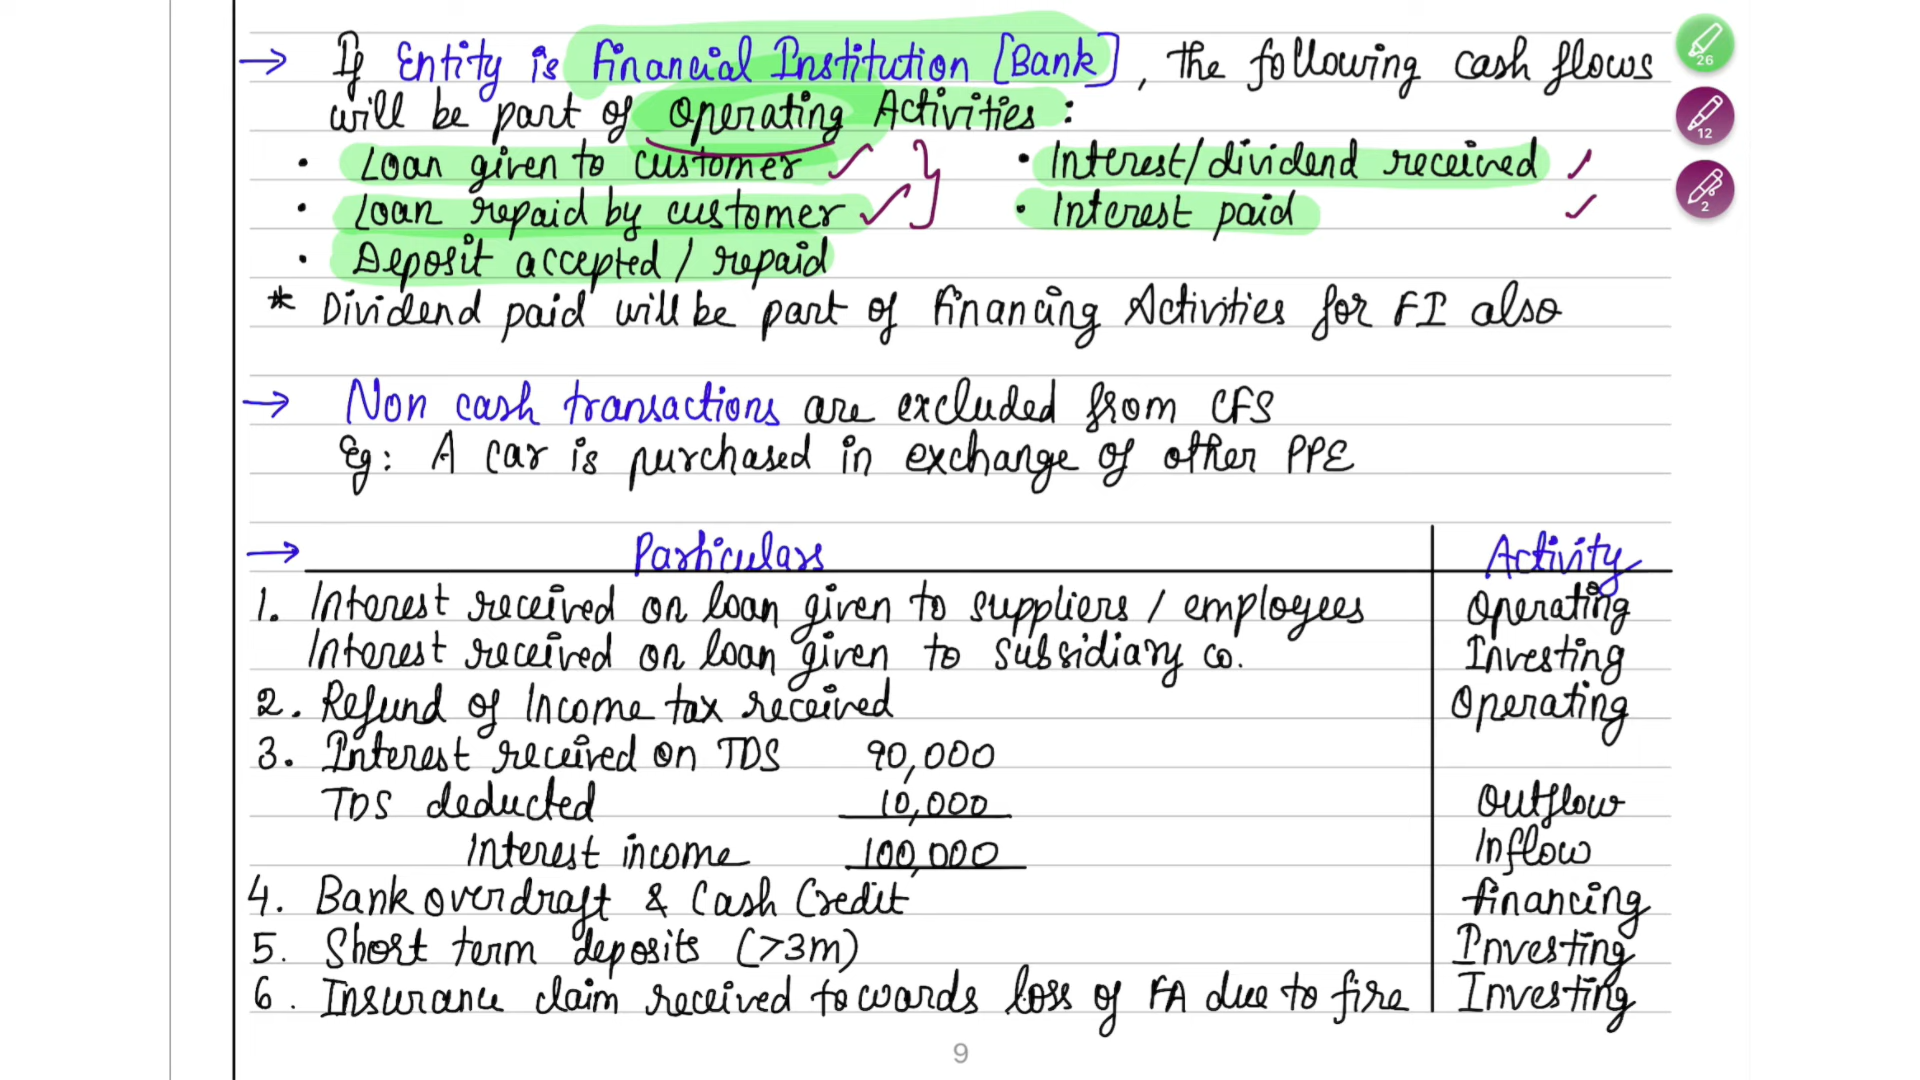 → If Entity is Financial Institution [Bank], the following cash flows
will be part of Operating Activities:
• Loan given to customer ✓ } • Interest/dividend received ✓
• Loan repaid by customer ✓ • Interest paid ✓
• Deposit accepted / repaid
* Dividend paid will be part of Financing Activities for FI also
→ Non cash transactions are excluded from CFS
Eg: A car is purchased in exchange of other PPE
→ Particulars Activity
1. Interest received on loan given to suppliers / employees Operating
Interest received on loan given to subsidiary co. Investing
2. Refund of Income tax received Operating
3. Interest received on TDS 90,000
TDS deducted 10,000 Outflow
Interest income 100,000 Inflow
4. Bank overdraft & Cash Credit financing
5. Short term deposits (>3m) Investing
6. Insurance claim received towards loss of FA due to fire Investing
9
26
12
2